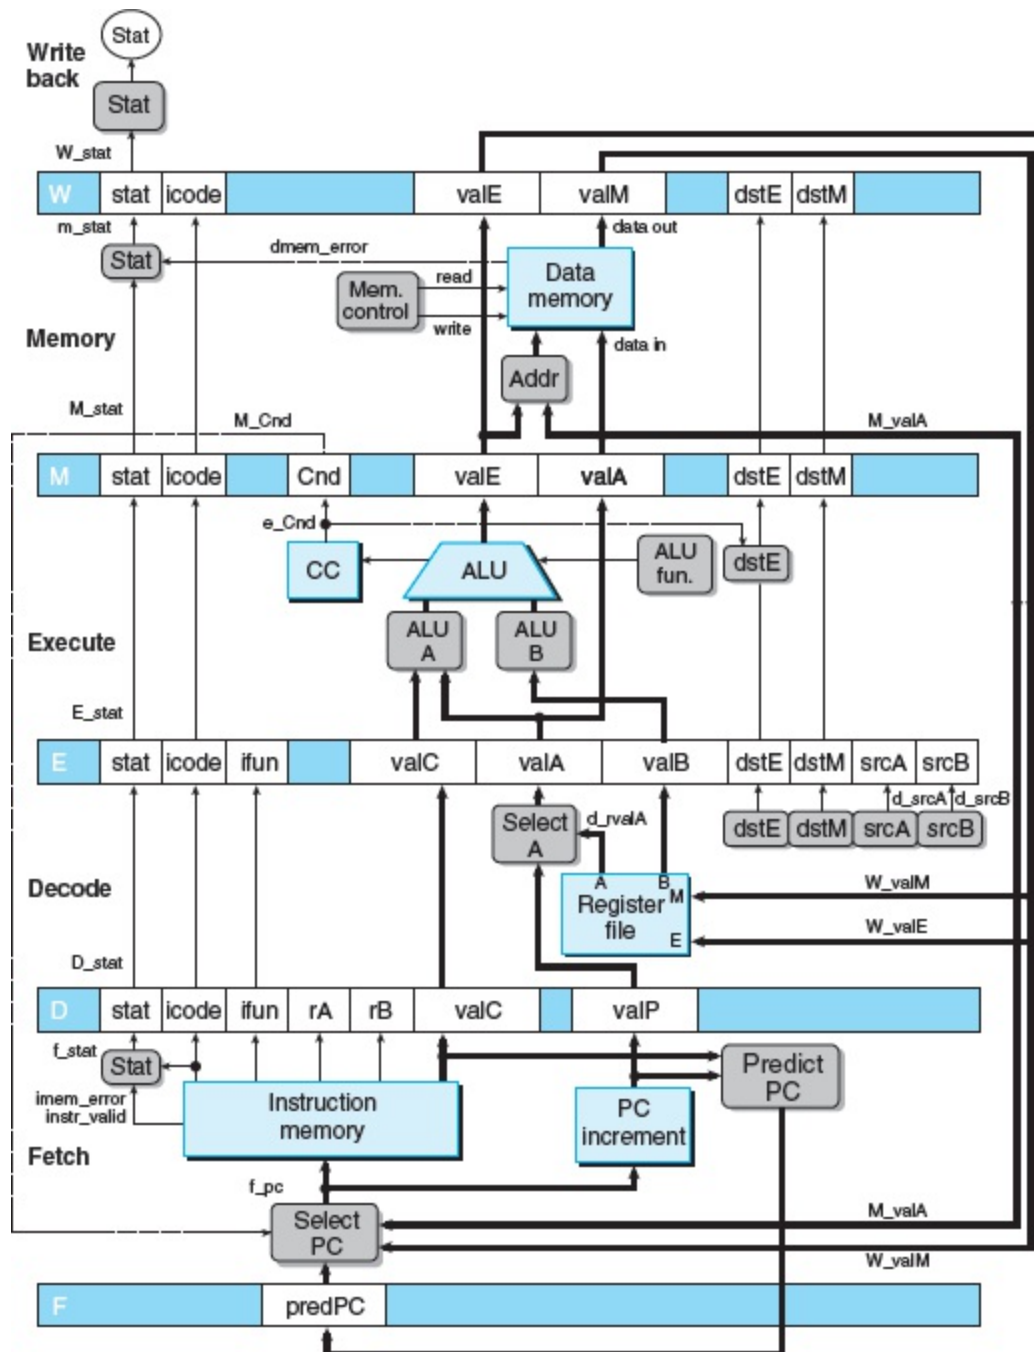 Stat
Write
back
Stat
W_stat
W stat icode valE valM dstE dstM
m_stat
data out
Stat
dmem_error
Data
memory
read
Mem.
control
write
Memory
data in
Addr
M_stat
M_Cnd
M_valA
M stat icode Cnd valE valA dstE dstM
e_Cnd
CC
ALU
ALU
fun.
dstE
Execute
ALU
A
ALU
B
E_stat
E stat icode ifun valC valA valB dstE dstM srcA srcB
d_srcA d_srcB
Select
A
d_rvalA
dstE dstM srcA srcB
Decode
A B
M
Register
file
E
W_valM
W_valE
D_stat
D stat icode ifun rA rB valC valP
f_stat
Stat
Predict
PC
imem_error
instr_valid
Instruction
memory
PC
increment
Fetch
f_pc
Select
PC
M_valA
W_valM
F predPC